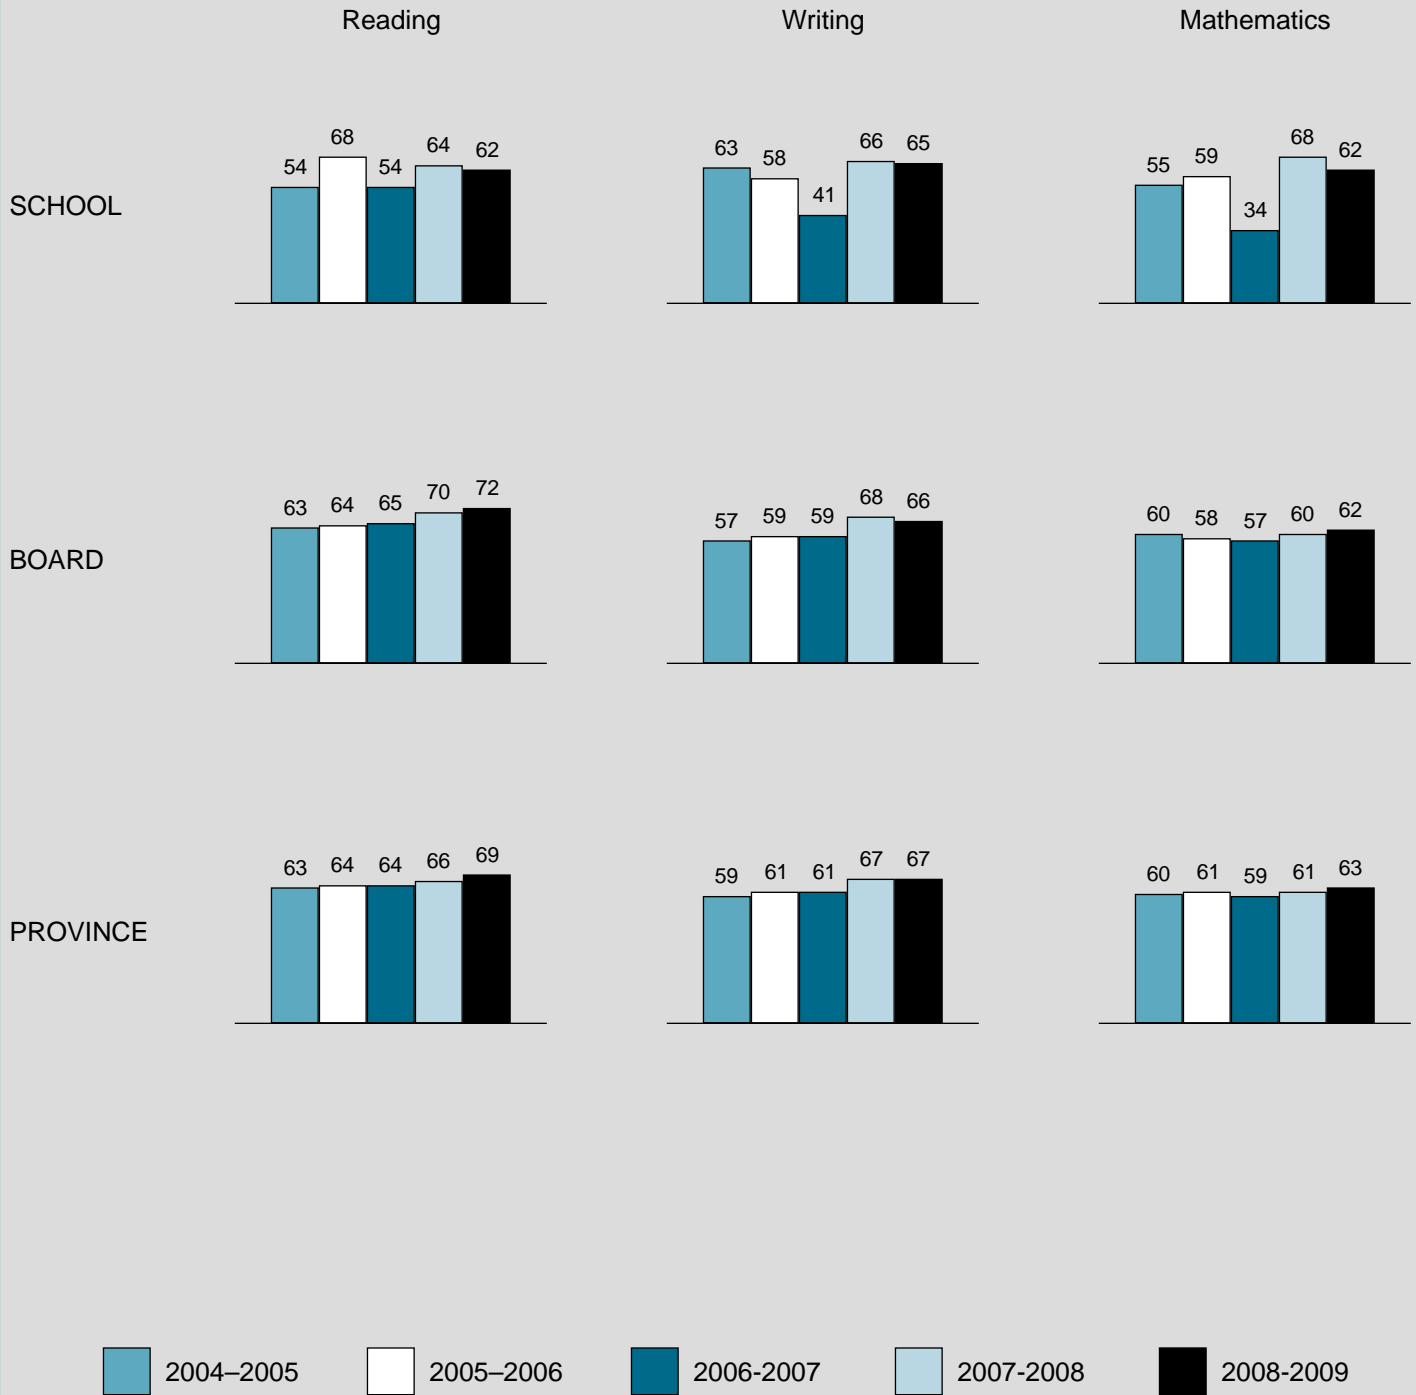 Reading Writing Mathematics
SCHOOL
54 68 54 64 62
63 58 41 66 65
55 59 34 68 62
BOARD
63 64 65 70 72
57 59 59 68 66
60 58 57 60 62
PROVINCE
63 64 64 66 69
59 61 61 67 67
60 61 59 61 63
2004–2005 2005–2006 2006-2007 2007-2008 2008-2009